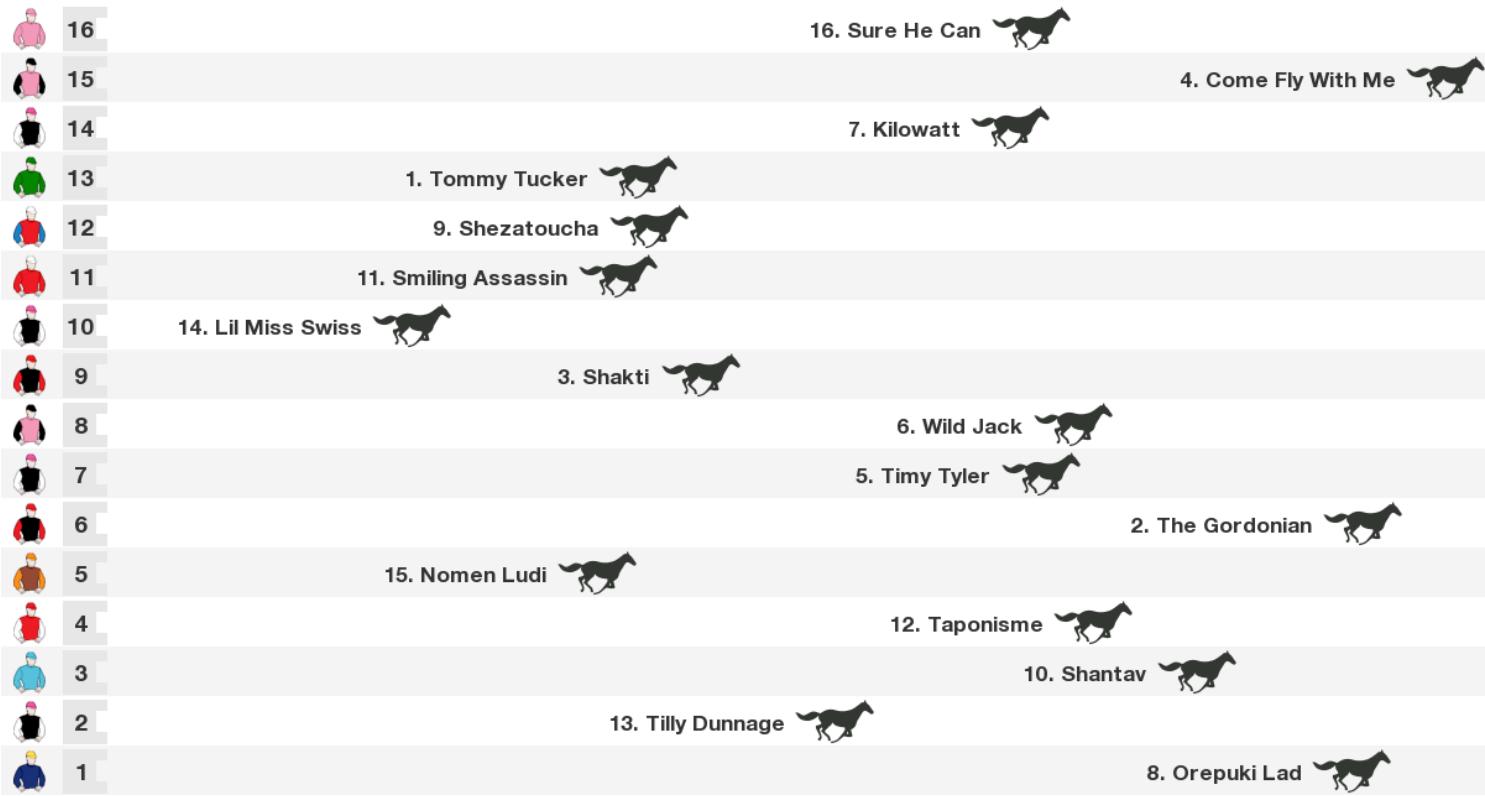 16 16. Sure He Can
15 4. Come Fly With Me
14 7. Kilowatt
13 1. Tommy Tucker
12 9. Shezatoucha
11 11. Smiling Assassin
10 14. Lil Miss Swiss
9 3. Shakti
8 6. Wild Jack
7 5. Timy Tyler
6 2. The Gordonian
5 15. Nomen Ludi
4 12. Taponisme
3 10. Shantav
2 13. Tilly Dunnage
1 8. Orepuki Lad